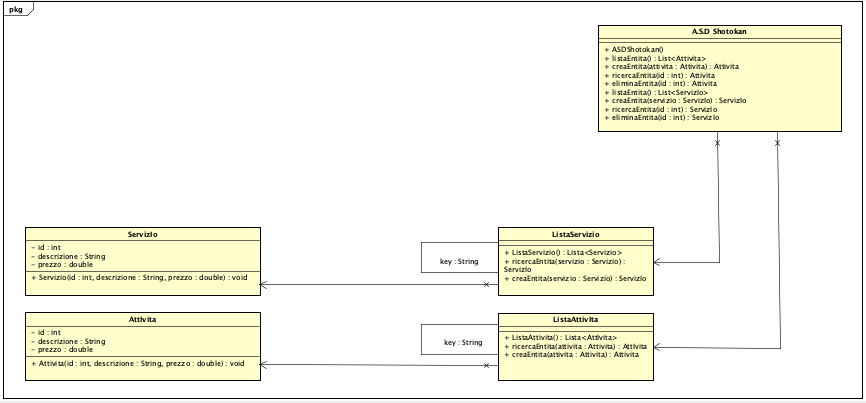 pkg
A.S.D Shotokan
+ ASDShotokan()
+ listaEntita() : List<Attivita>
+ creaEntita(attivita : Attivita) : Attivita
+ ricercaEntita(id : int) : Attivita
+ eliminaEntita(id : int) : Attivita
+ listaEntita() : List<Servizio>
+ creaEntita(servizio : Servizio) : Servizio
+ ricercaEntita(id : int) : Servizio
+ eliminaEntita(id : int) : Servizio
Servizio
- id : int
- descrizione : String
- prezzo : double
+ Servizio(id : int, descrizione : String, prezzo : double) : void
key : String
ListaServizio
+ ListaServizio() : Lista<Servizio>
+ ricercaEntita(servizio : Servizio) :
Servizio
+ creaEntita(servizio : Servizio) : Servizio
Attivita
- id : int
- descrizione : String
- prezzo : double
+ Attivita(id : int, descrizione : String, prezzo : double) : void
key : String
ListaAttivita
+ ListaAttivita() : Lista<Attivita>
+ ricercaEntita(attivita : Attivita) : Attivita
+ creaEntita(attivita : Attivita) : Attivita